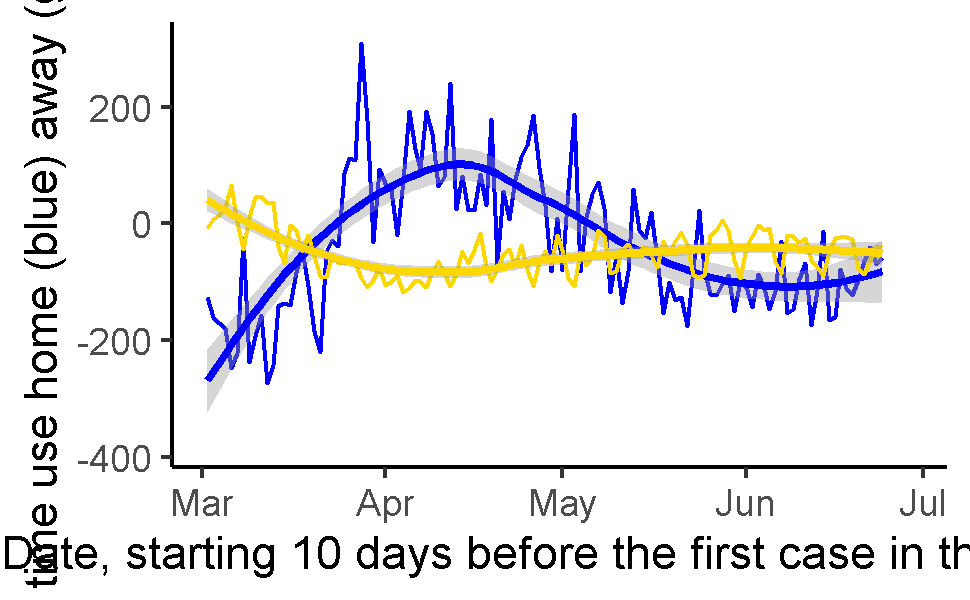 time use home (blue) away (
200
0
-200
-400
Mar Apr May Jun Jul
Date, starting 10 days before the first case in th